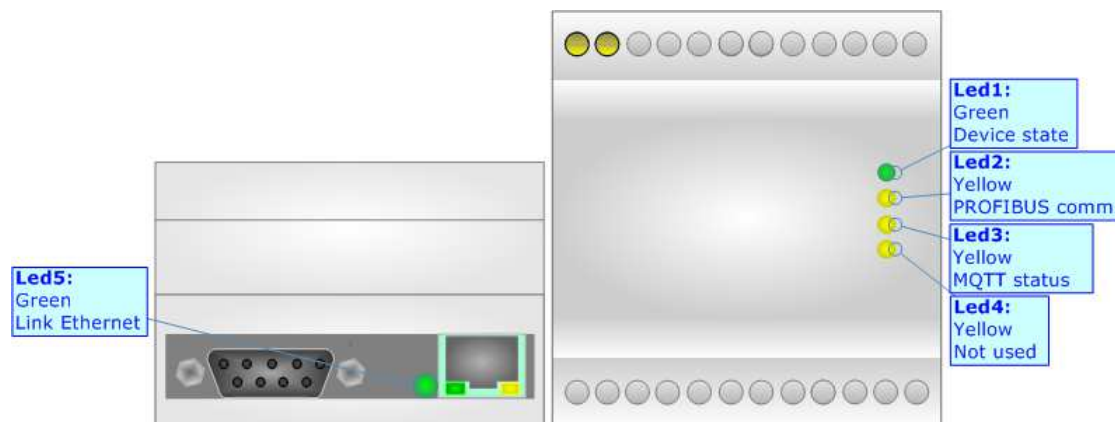 Led1:
Green
Device state
Led2:
Yellow
PROFIBUS comm
Led3:
Yellow
MQTT status
Led5:
Green
Link Ethernet
Led4:
Yellow
Not used